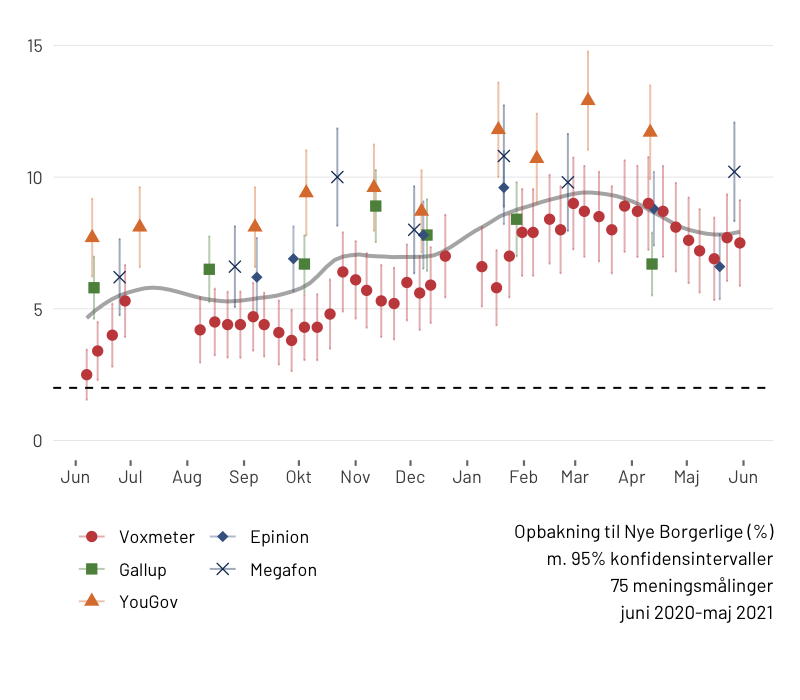 15
10
5
0
Jun Jul Aug Sep Okt Nov Dec Jan Feb Mar Apr Maj Jun
Voxmeter Epinion
Gallup Megafon
YouGov
Opbakning til Nye Borgerlige (%)
m. 95% konfidensintervaller
75 meningsmålinger
juni 2020-maj 2021